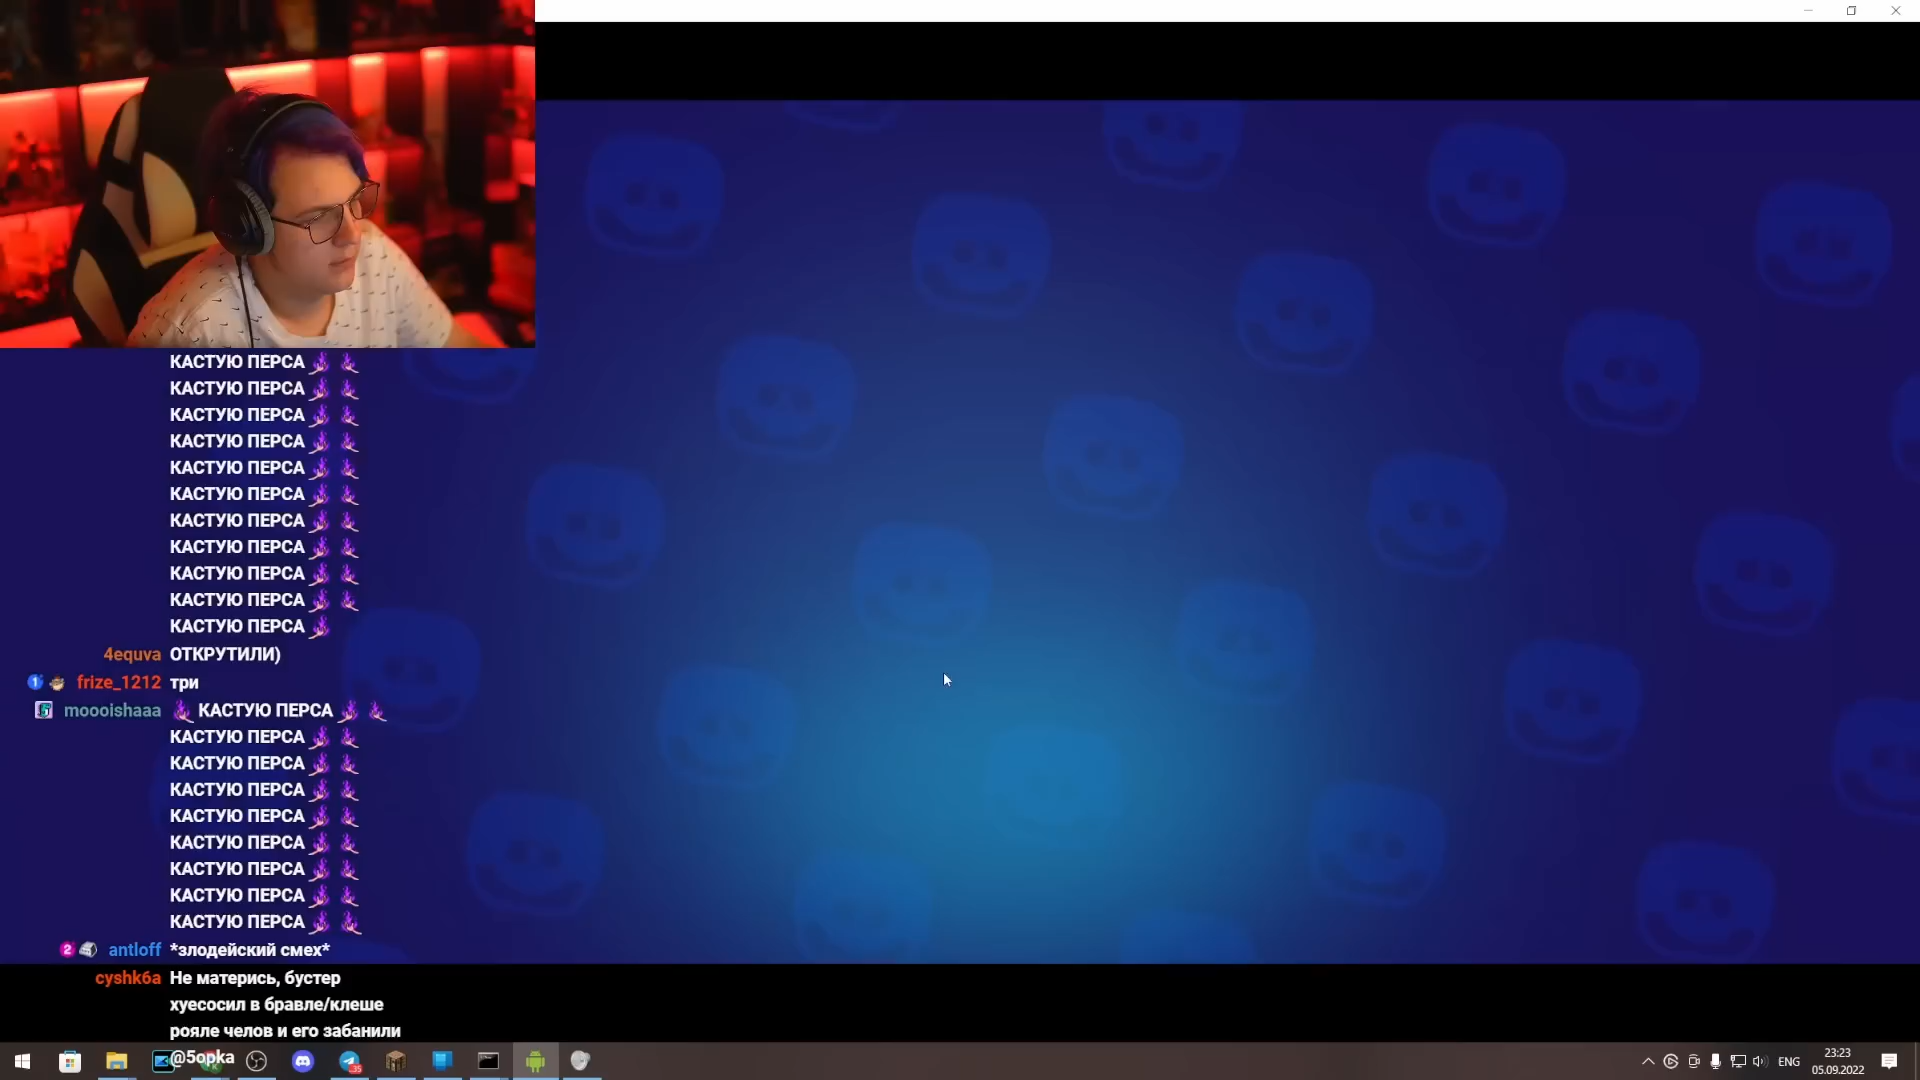 КАСТУЮ ПЕРСА
КАСТУЮ ПЕРСА
КАСТУЮ ПЕРСА
КАСТУЮ ПЕРСА
КАСТУЮ ПЕРСА
КАСТУЮ ПЕРСА
КАСТУЮ ПЕРСА
КАСТУЮ ПЕРСА
КАСТУЮ ПЕРСА
КАСТУЮ ПЕРСА
КАСТУЮ ПЕРСА
4equva ОТКРУТИЛИ)
1 frize_1212 три
moooishaaa КАСТУЮ ПЕРСА
КАСТУЮ ПЕРСА
КАСТУЮ ПЕРСА
КАСТУЮ ПЕРСА
КАСТУЮ ПЕРСА
КАСТУЮ ПЕРСА
КАСТУЮ ПЕРСА
КАСТУЮ ПЕРСА
КАСТУЮ ПЕРСА
2 antloff *злодейский смех*
cyshk6a Не матерись, бустер
хуесосил в бравле/клеше
рояле челов и его забанили
@5opka
35
ENG
23:23
05.09.2022